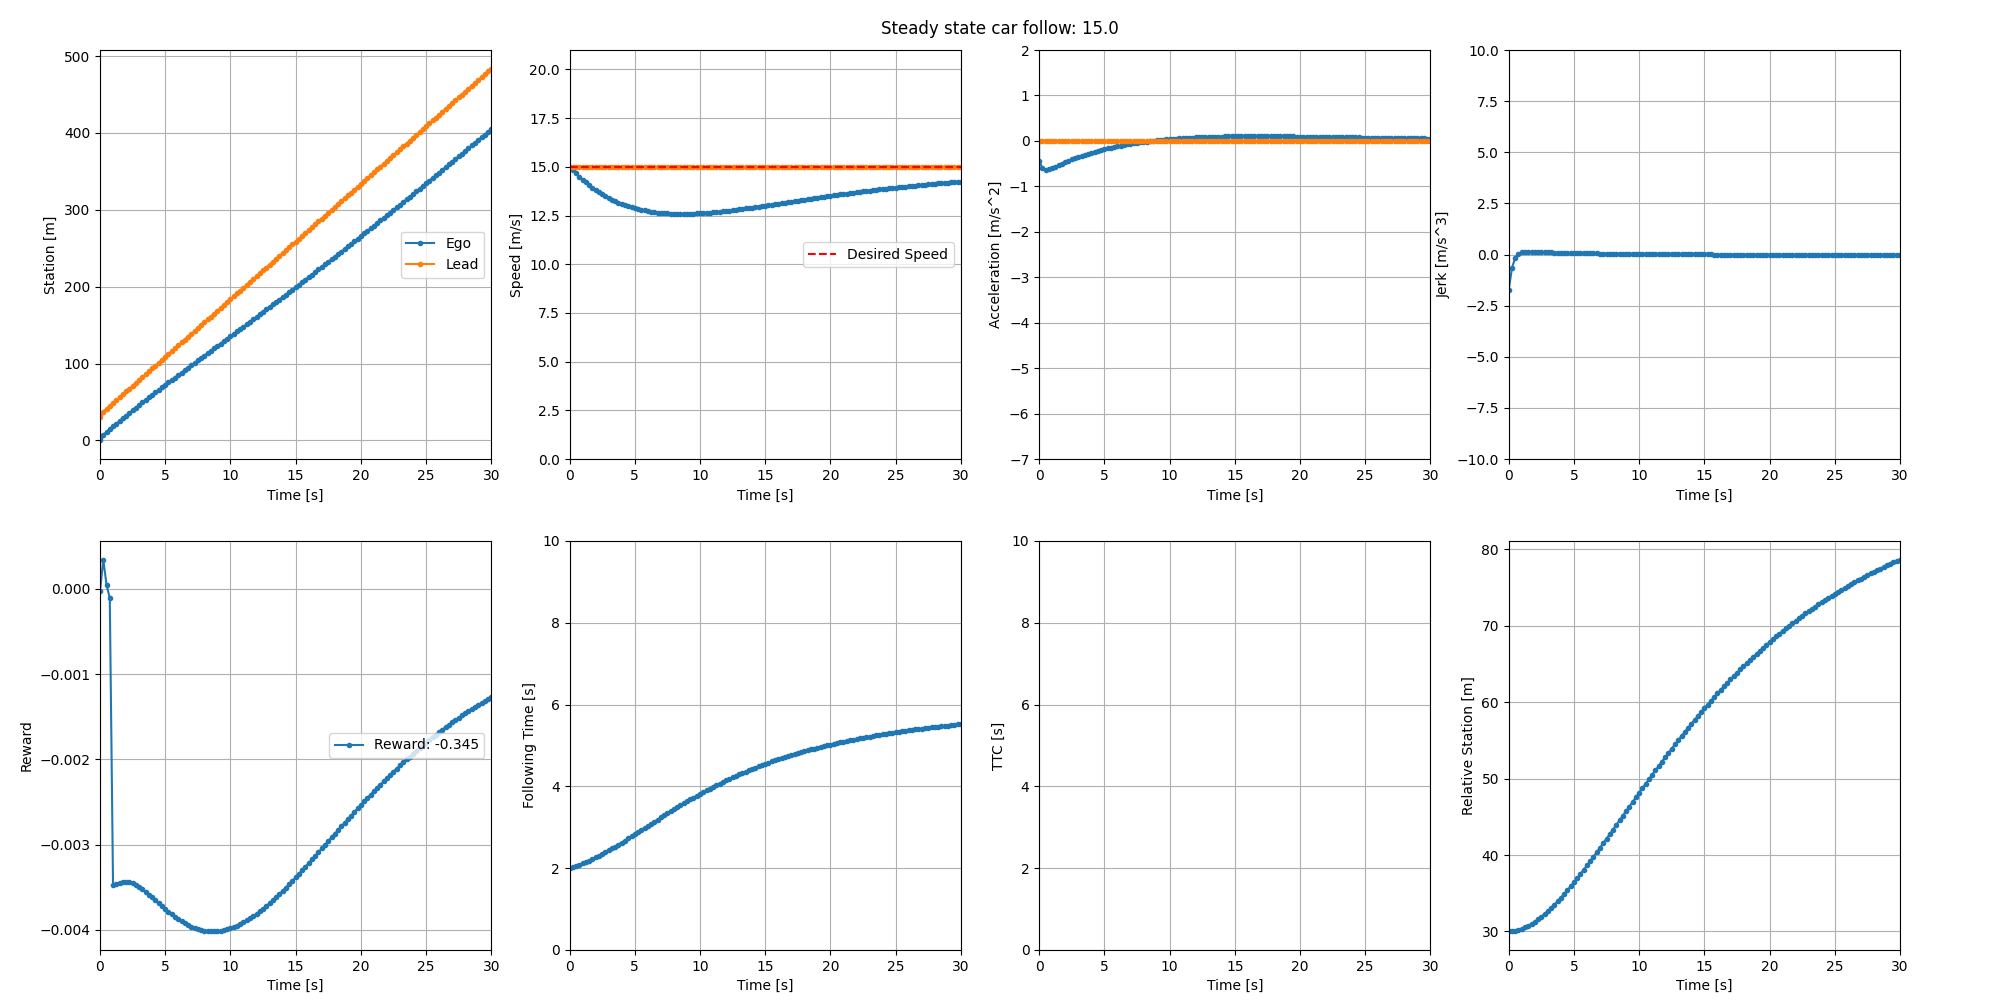 Steady state car follow: 15.0
500
400
300
200
100
0
Station [m]
Ego
Lead
0 5 10 15 20 25 30
Time [s]
20.0
17.5
15.0
12.5
10.0
7.5
5.0
2.5
0.0
Speed [m/s]
Desired Speed
0 5 10 15 20 25 30
Time [s]
2
1
0
−1
−2
−3
−4
−5
−6
−7
Acceleration [m/s^2]
0 5 10 15 20 25 30
Time [s]
10.0
7.5
5.0
2.5
0.0
−2.5
−5.0
−7.5
−10.0
Jerk [m/s^3]
0 5 10 15 20 25 30
Time [s]
0.000
−0.001
−0.002
−0.003
−0.004
Reward
Reward: -0.345
0 5 10 15 20 25 30
Time [s]
10
8
6
4
2
0
Following Time [s]
0 5 10 15 20 25 30
Time [s]
10
8
6
4
2
0
TTC [s]
0 5 10 15 20 25 30
Time [s]
80
70
60
50
40
30
Relative Station [m]
0 5 10 15 20 25 30
Time [s]